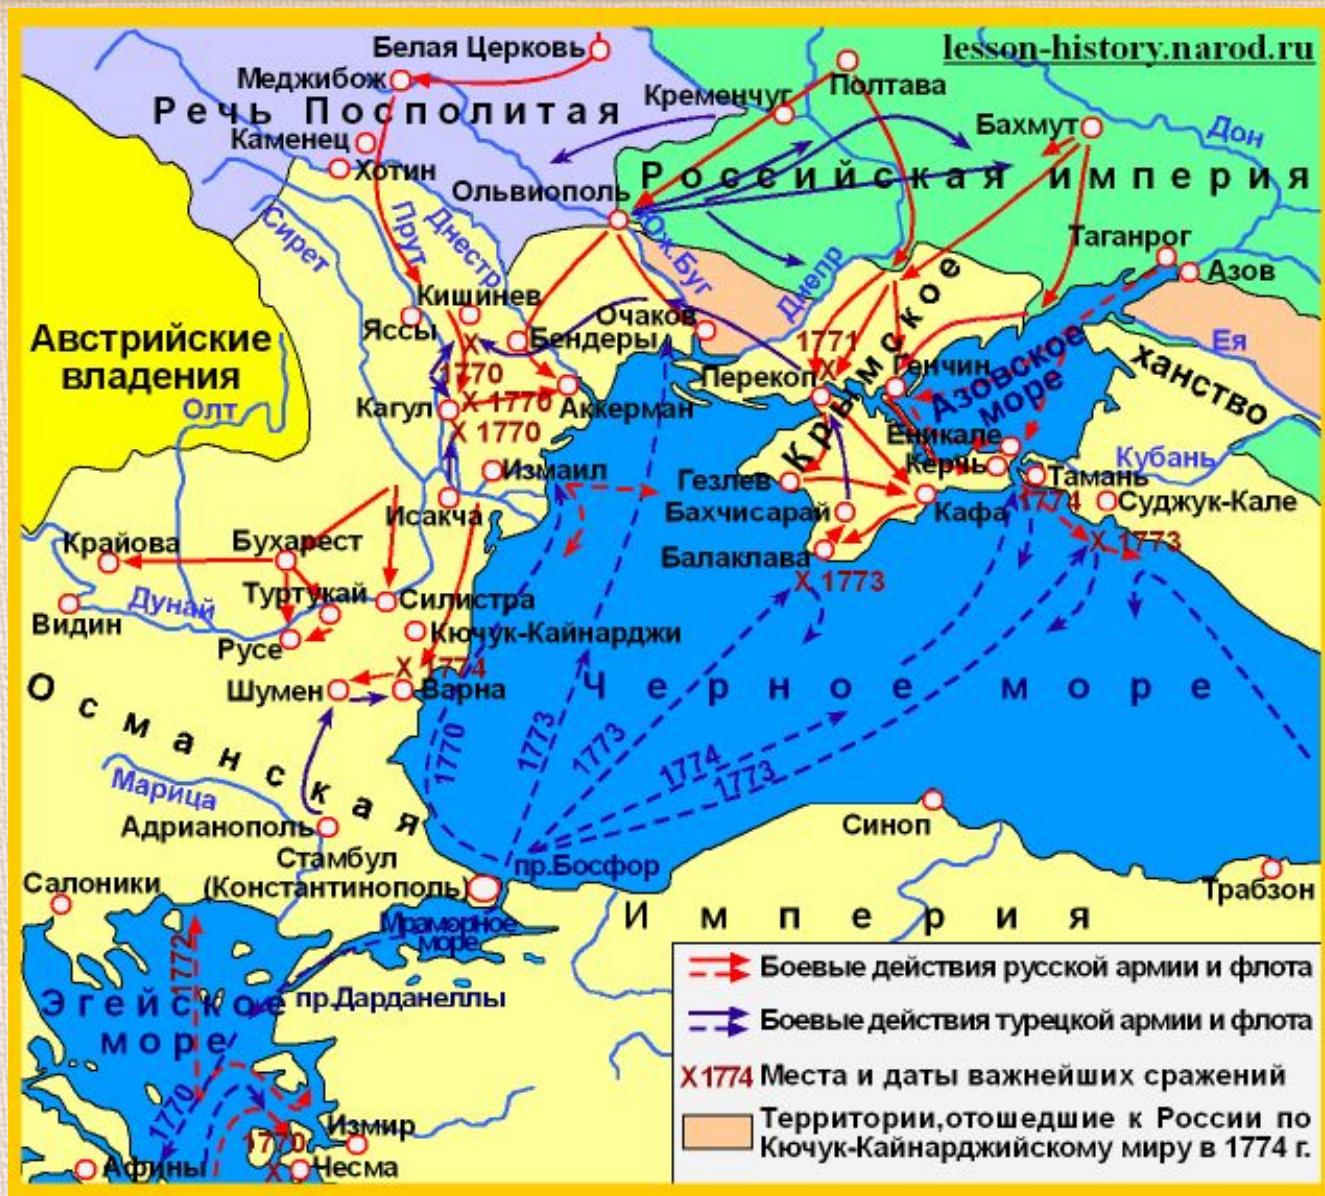 lesson-history.narod.ru
Белая Церковь
Меджибож
Полтава
Речь Посполитая
Кременчуг
Бахмут
Дон
Каменец
Хотин
Ольвиополь
Российская империя
Сирет
Прут
Днестр
Юж.Буг
Днепр
Таганрог
Азов
Кишинев
Яссы
Бендеры
Очаков
1771
Ея
Австрийские
владения
1770
Перекоп
Генчин
Азовское
море
Крымское
ханство
Олт
Кагул
X 1770
Аккерман
X 1770
Еникале
Керчь
Кубань
Измаил
Гезлев
Тамань
1774
Суджук-Кале
Исакча
Бахчисарай
Кафа
Крайова
Бухарест
Балаклава
X 1773
X 1773
Дунай
Туртукай
Силистра
Видин
Русе
Кючук-Кайнарджи
X 1774
Шумен
Варна
Черное море
Османская
1770
1773
1773
1774
1773
Марица
Адрианополь
Синоп
Стамбул
(Константинополь)
пр.Босфор
Салоники
Трабзон
Мраморное
море
Империя
1772
Эгейское
море
пр.Дарданеллы
1770
1770
X
Измир
Афины
Чесма
Боевые действия русской армии и флота
Боевые действия турецкой армии и флота
X 1774 Места и даты важнейших сражений
Территории,отошедшие к России по
Кючук-Кайнарджийскому миру в 1774 г.